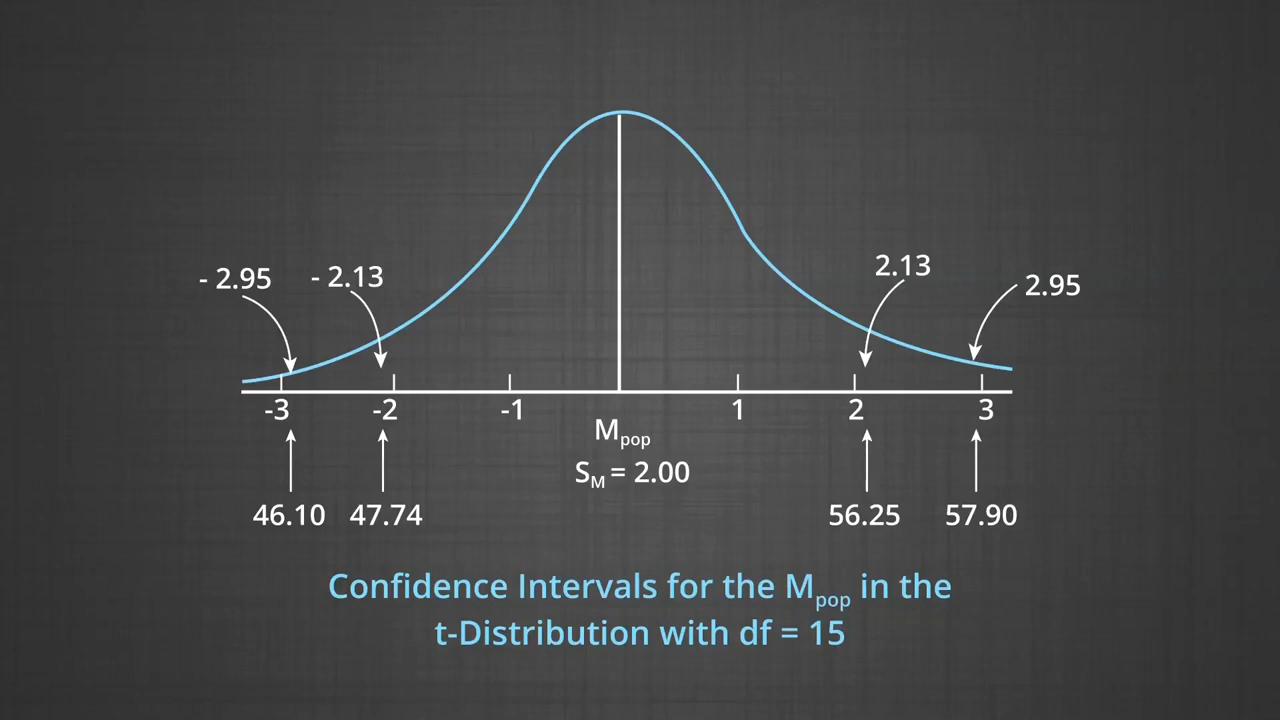 - 2.95
- 2.13
2.13
2.95
-3 -2 -1 1 2 3
Mpop
SM = 2.00
46.10 47.74 56.25 57.90
Confidence Intervals for the Mpop in the
t-Distribution with df = 15